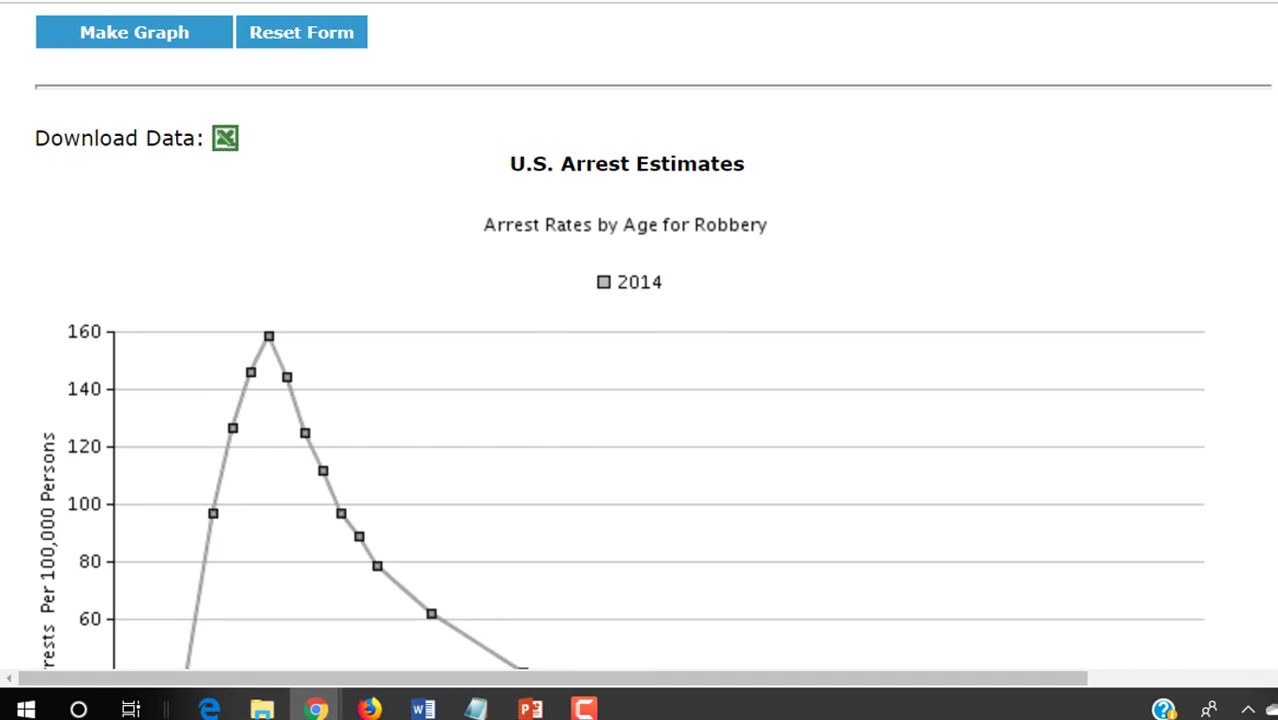 Make Graph Reset Form
Download Data:
U.S. Arrest Estimates
Arrest Rates by Age for Robbery
2014
160
140
120
100
80
60
rests Per 100,000 Persons